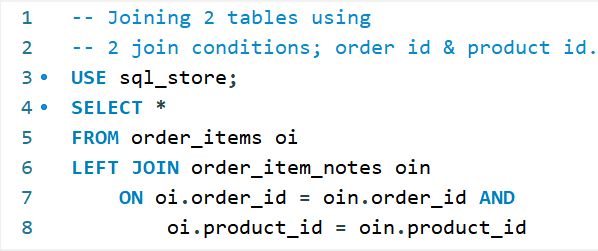 1 -- Joining 2 tables using
2 -- 2 join conditions; order id & product id.
3 USE sql_store;
4 SELECT *
5 FROM order_items oi
6 LEFT JOIN order_item_notes oin
7 ON oi.order_id = oin.order_id AND
8 oi.product_id = oin.product_id